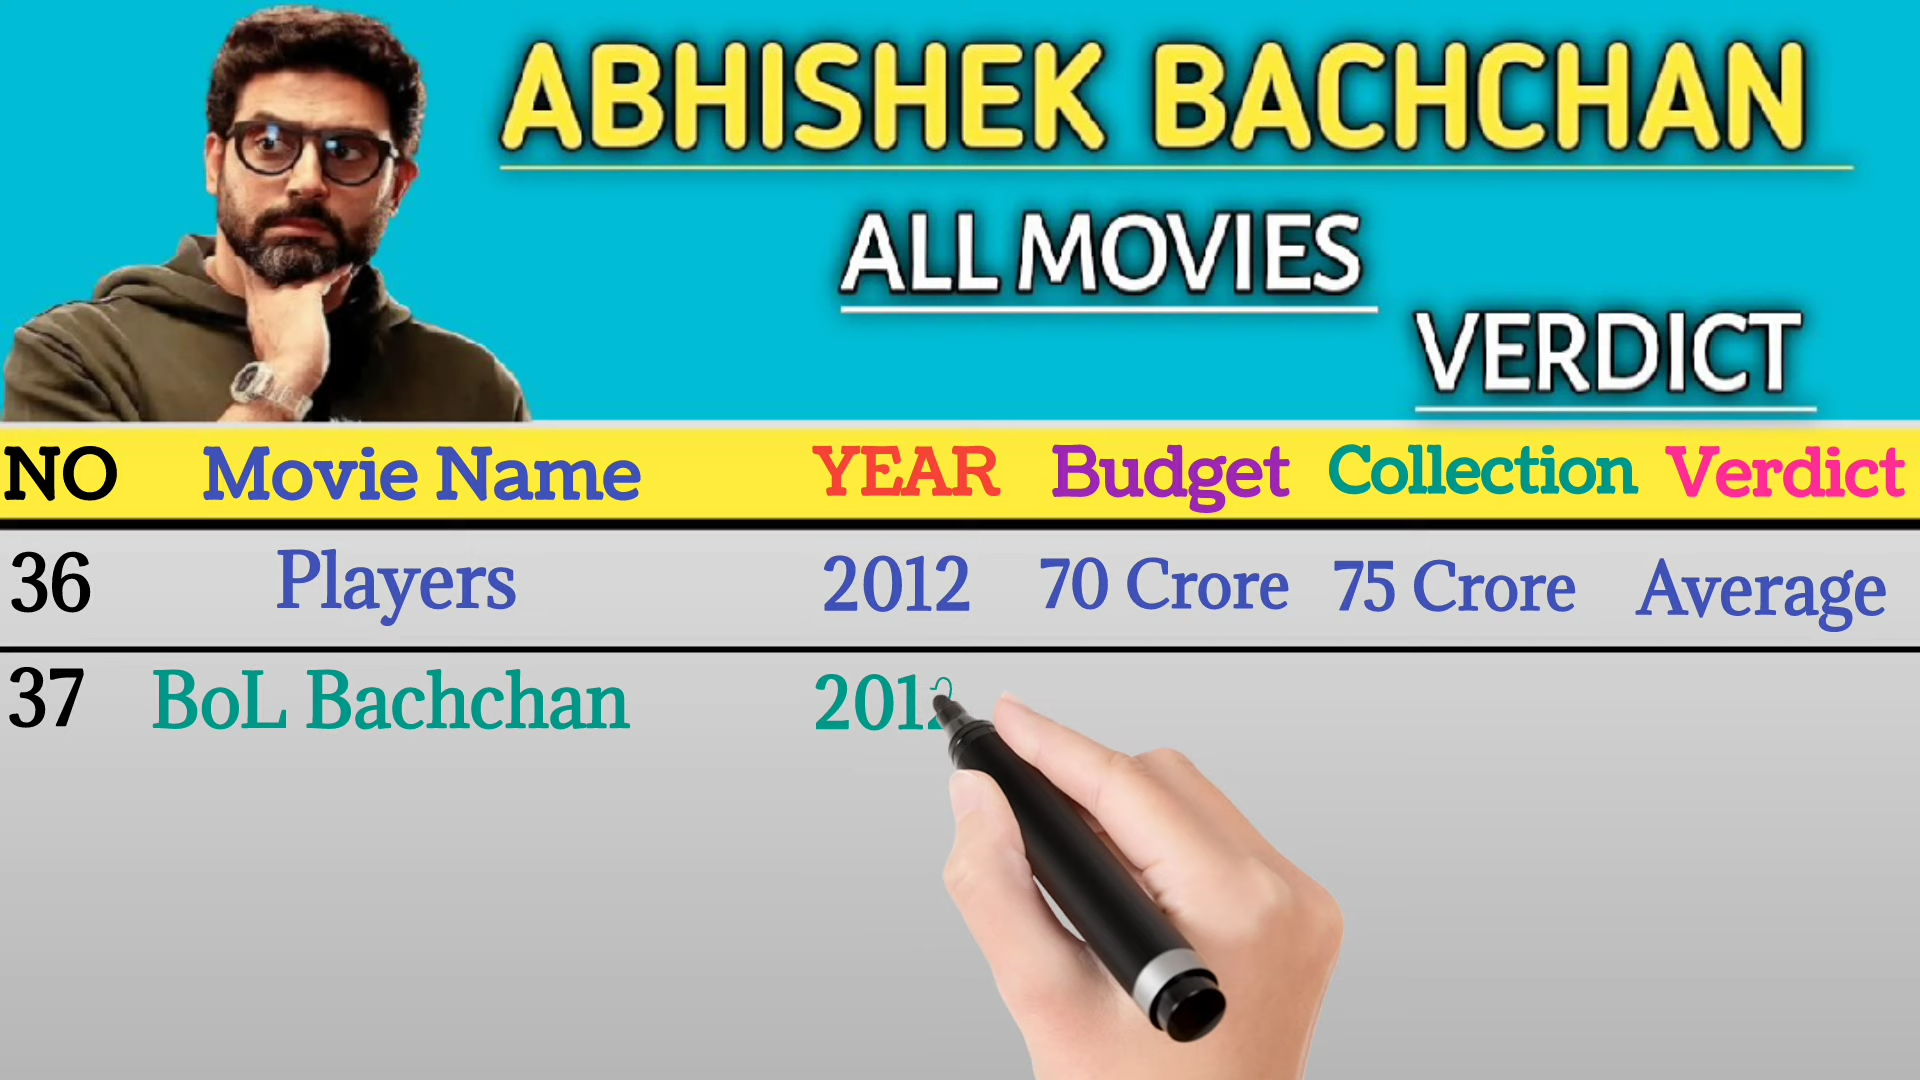 ABHISHEK BACHCHAN
ALL MOVIES
VERDICT
NO Movie Name YEAR Budget Collection Verdict
36 Players 2012 70 Crore 75 Crore Average
37 BoL Bachchan 2012